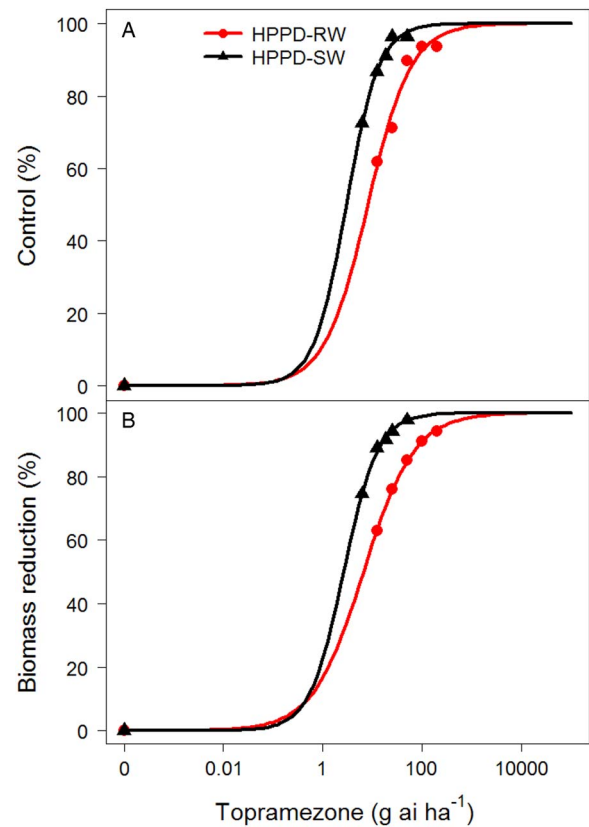 A
HPPD-RW
HPPD-SW
100
80
60
40
20
0
Control (%)
B
100
80
60
40
20
0
Biomass reduction (%)
0 0.01 1 100 10000
Topramezone (g ai ha⁻¹)